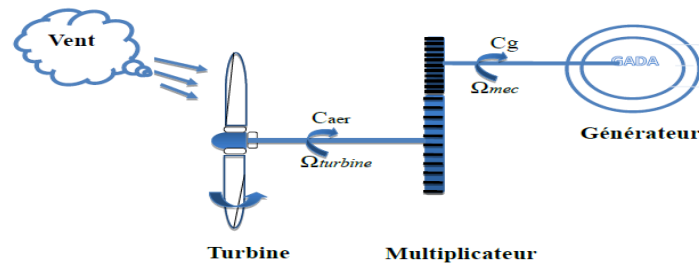 Vent
Cg
GADA
Ωmec
Générateur
Caer
Ωturbine
Turbine
Multiplicateur